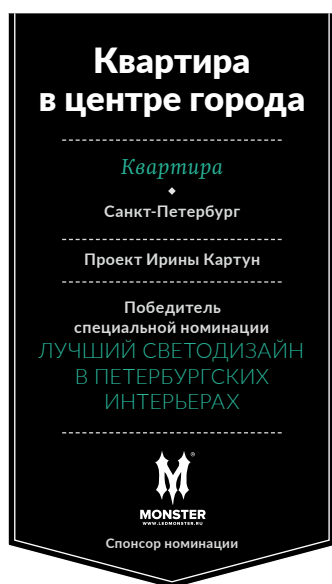 Квартира
в центре города
Квартира
Санкт-Петербург
Проект Ирины Картун
Победитель
специальной номинации
ЛУЧШИЙ СВЕТОДИЗАЙН
В ПЕТЕРБУРГСКИХ
ИНТЕРЬЕРАХ
M®
MONSTER
WWW.LEDMONSTER.RU
Спонсор номинации